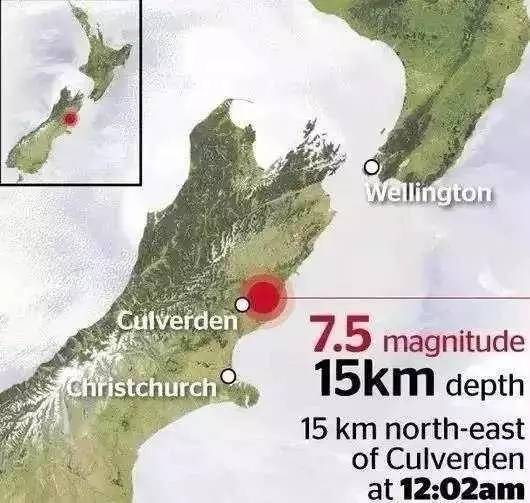 Wellington
Culverden
Christchurch
7.5 magnitude
15km depth
15 km north-east
of Culverden
at 12:02am